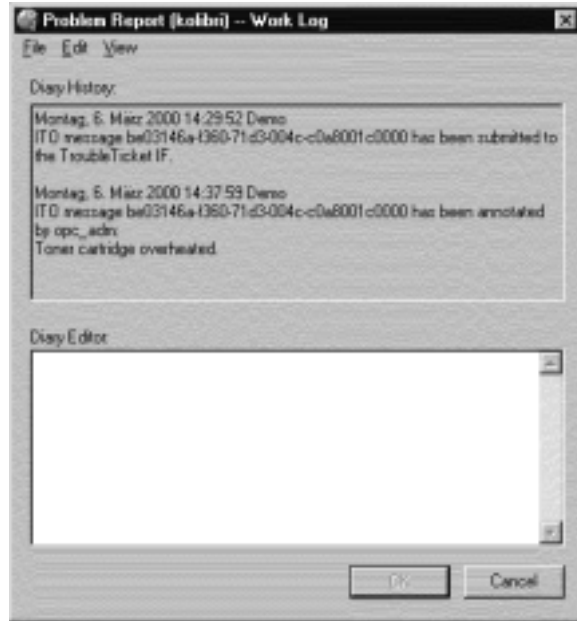 Problem Report (kolibri) -- Work Log
File Edit View
Diary History:
Montag, 6. März 2000 14:29:52 Demo
ITO message be03146a-f360-71d3-004c-c0a8001c0000 has been submitted to
the TroubleTicket IF.
Montag, 6. März 2000 14:37:59 Demo
ITO message be03146a-f360-71d3-004c-c0a8001c0000 has been annotated
by opc_adm:
Toner cartridge overheated.
Diary Editor:
OK Cancel